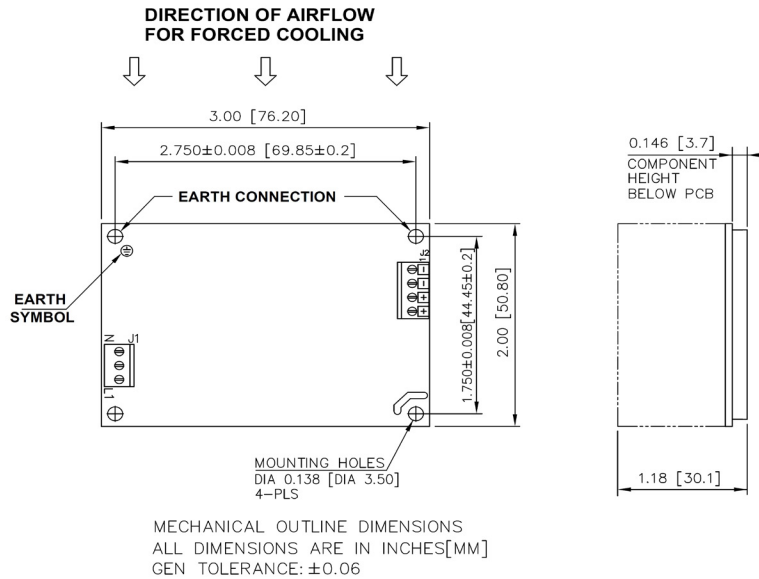 DIRECTION OF AIRFLOW
FOR FORCED COOLING
3.00 [76.20]
2.750±0.008 [69.85±0.2]
0.146 [3.7]
COMPONENT
HEIGHT
BELOW PCB
EARTH CONNECTION
J2
1
-
-
+
+
EARTH
SYMBOL
N
J1
L1
1.750±0.008[44.45±0.2]
2.00 [50.80]
MOUNTING HOLES
DIA 0.138 [DIA 3.50]
4-PLS
1.18 [30.1]
MECHANICAL OUTLINE DIMENSIONS
ALL DIMENSIONS ARE IN INCHES[MM]
GEN TOLERANCE: ±0.06